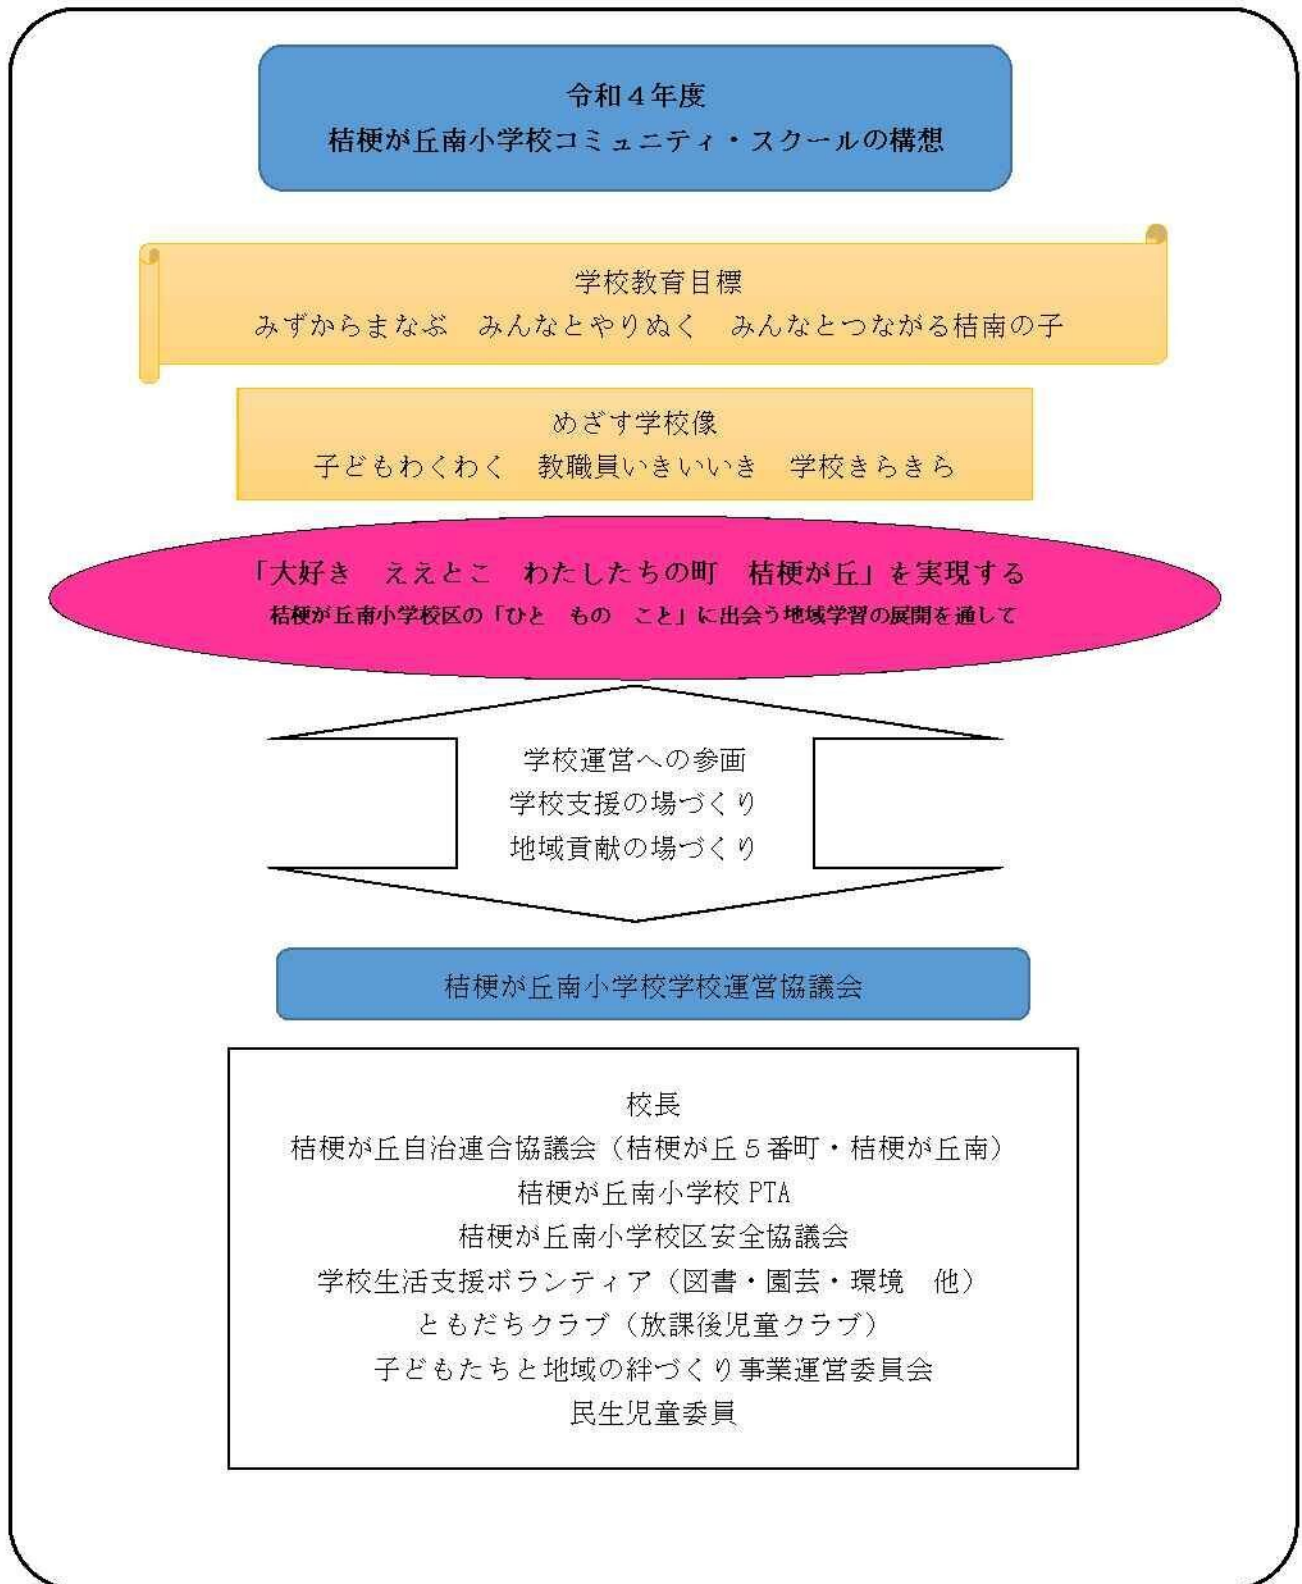 令和４年度
桔梗が丘南小学校コミュニティ・スクールの構想
学校教育目標
みずからまなぶ　みんなとやりぬく　みんなとつながる桔南の子
めざす学校像
子どもわくわく　教職員いきいいき　学校きらきら
「大好き　ええとこ　わたしたちの町　桔梗が丘」を実現する
桔梗が丘南小学校区の「ひと　もの　こと」に出会う地域学習の展開を通して
学校運営への参画
学校支援の場づくり
地域貢献の場づくり
桔梗が丘南小学校学校運営協議会
校長
桔梗が丘自治連合協議会（桔梗が丘５番町・桔梗が丘南）
桔梗が丘南小学校 PTA
桔梗が丘南小学校区安全協議会
学校生活支援ボランティア（図書・園芸・環境　他）
ともだちクラブ（放課後児童クラブ）
子どもたちと地域の絆づくり事業運営委員会
民生児童委員